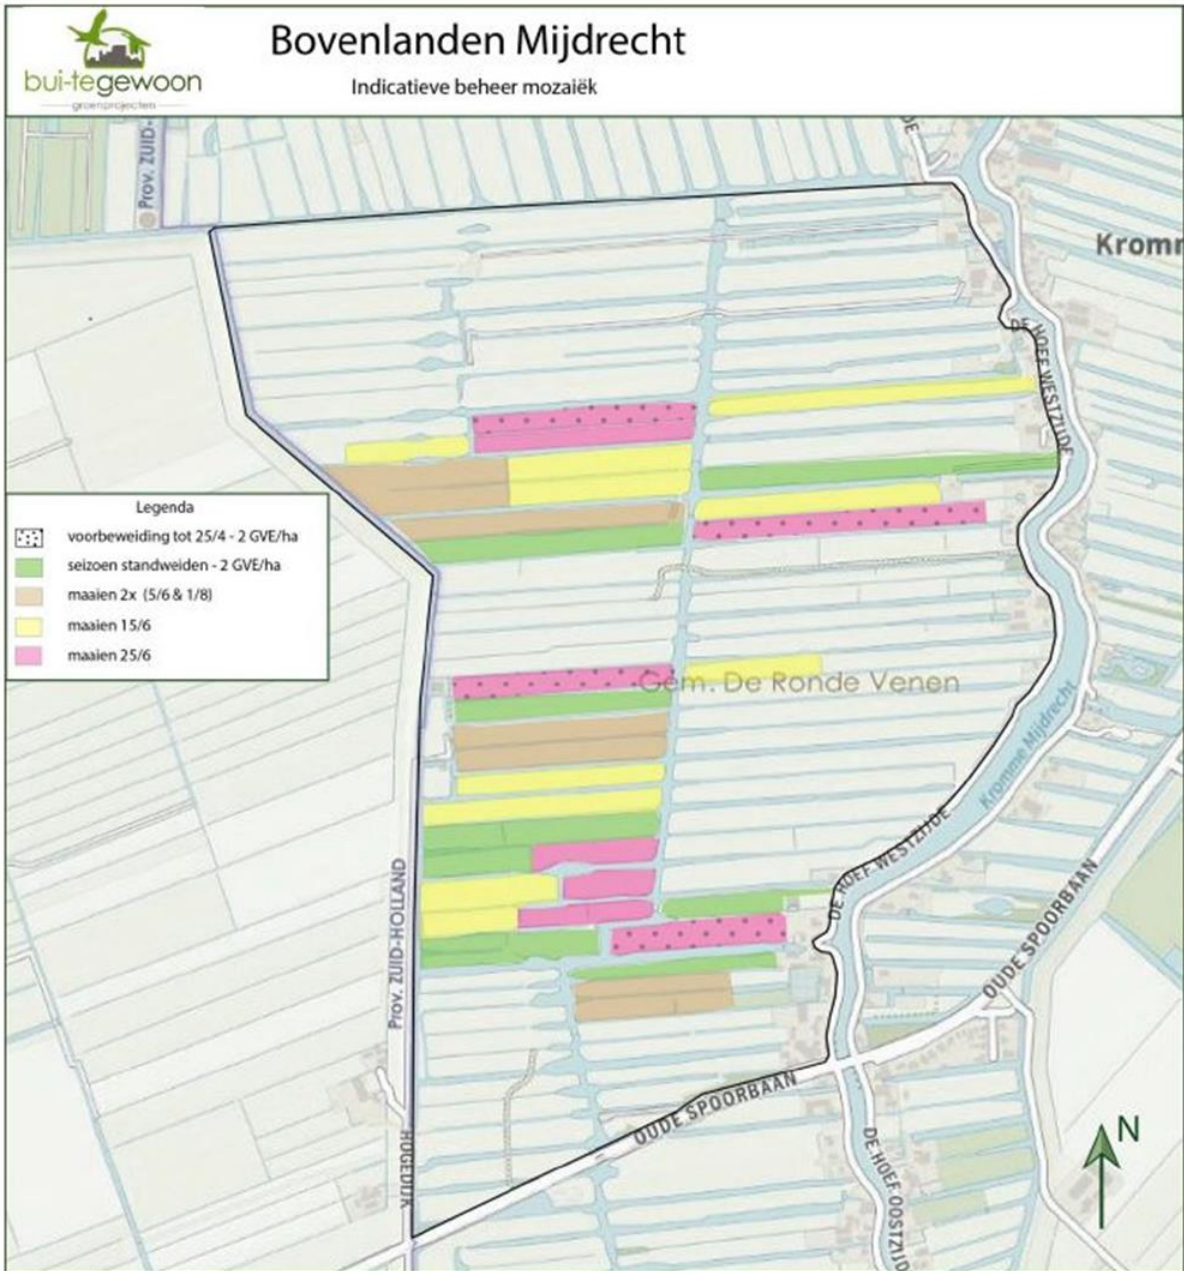 bui-tegewoon
groenprojecten
Bovenlanden Mijdrecht
Indicatieve beheer mozaiëk
Prov. ZUID-
DE
Kromm
DE HOEF WESTZIJDE
Legenda
voorbeweiding tot 25/4 - 2 GVE/ha
seizoen standweiden - 2 GVE/ha
maaien 2x (5/6 & 1/8)
maaien 15/6
maaien 25/6
Gem. De Ronde Venen
Kromme Mijdrecht
DE HOEF WESTZIJDE
Prov. ZUID-HOLLAND
OUDE SPOORBAAN
OUDE SPOORBAAN
HOGEDIJK
DE HOEF OOSTZIJD
N